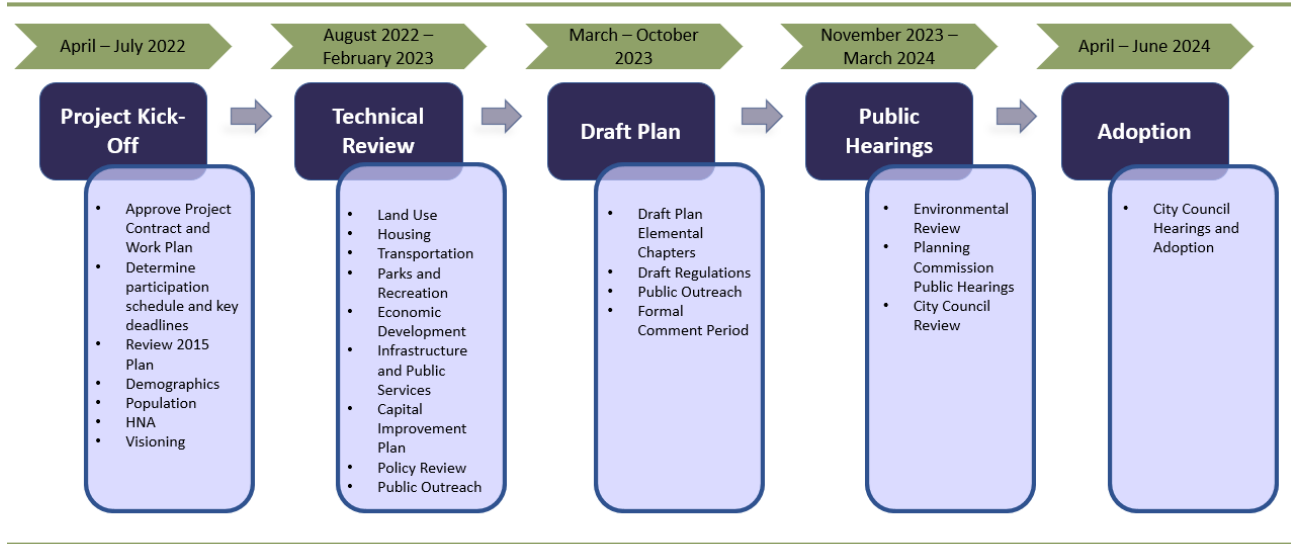 April – July 2022
August 2022 –
February 2023
March – October
2023
November 2023 –
March 2024
April – June 2024
Project Kick-
Off
Technical
Review
Draft Plan
Public
Hearings
Adoption
• Approve Project
Contract and
Work Plan
• Determine
participation
schedule and key
deadlines
• Review 2015
Plan
• Demographics
• Population
• HNA
• Visioning
• Land Use
• Housing
• Transportation
• Parks and
Recreation
• Economic
Development
• Infrastructure
and Public
Services
• Capital
Improvement
Plan
• Policy Review
• Public Outreach
• Draft Plan
Elemental
Chapters
• Draft Regulations
• Public Outreach
• Formal
Comment Period
• Environmental
Review
• Planning
Commission
Public Hearings
• City Council
Review
• City Council
Hearings and
Adoption